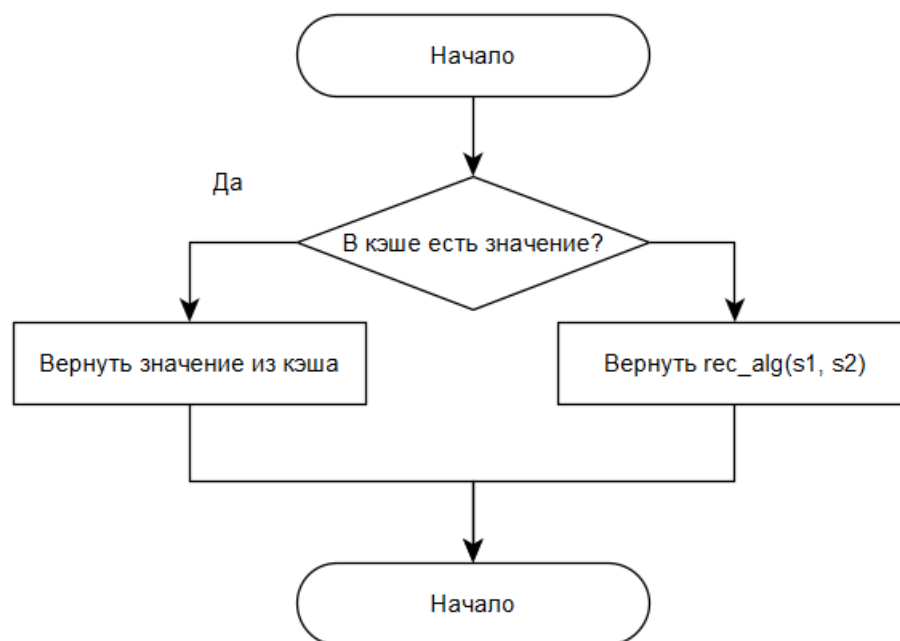 Начало
Да
В кэше есть значение?
Вернуть значение из кэша
Вернуть rec_alg(s1, s2)
Начало